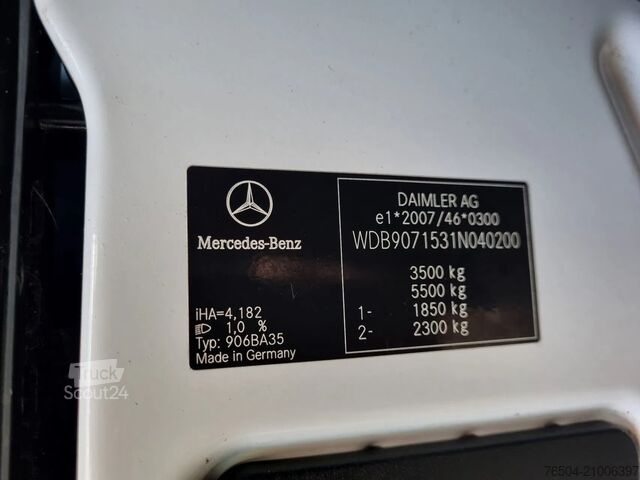 Mercedes-Benz
iHA=4,182
1,0 %
Typ: 906BA35
Made in Germany
DAIMLER AG
e1*2007/46*0300
WDB9071531N040200
3500 kg
5500 kg
1- 1850 kg
2- 2300 kg
Truck
Scout24
76504-21006397